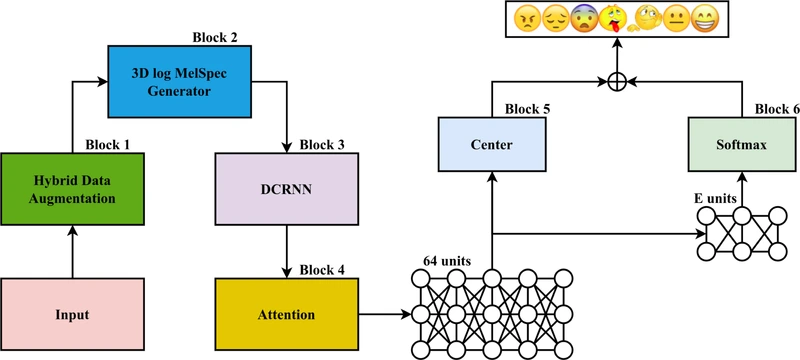 Block 2
3D log MelSpec
Generator
Block 1
Hybrid Data
Augmentation
Input
Block 3
DCRNN
Block 4
Attention
64 units
Block 5
Center
Block 6
Softmax
E units